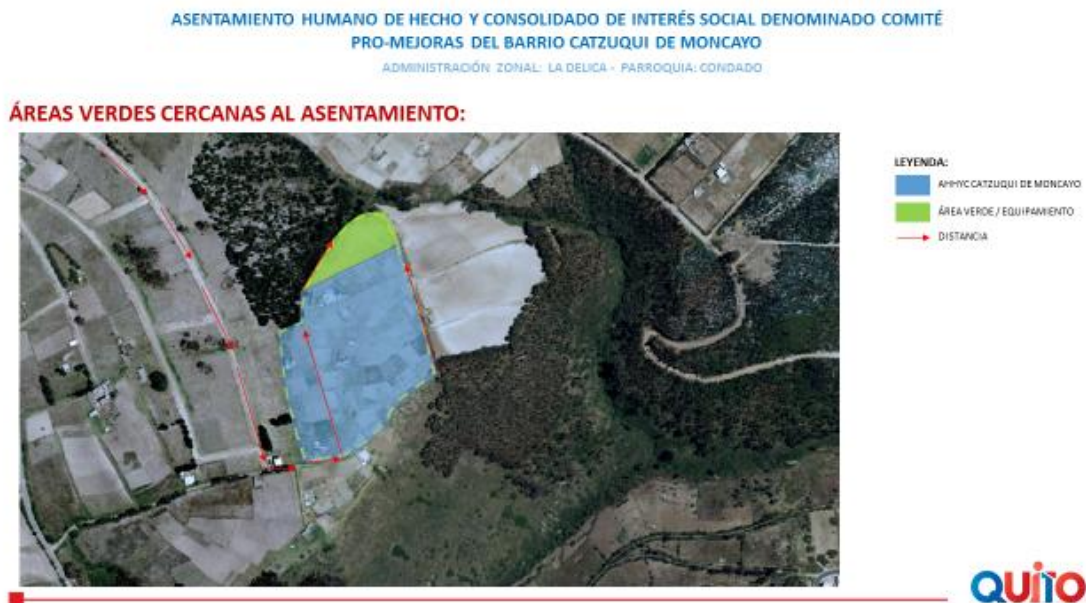 ASENTAMIENTO HUMANO DE HECHO Y CONSOLIDADO DE INTERÉS SOCIAL DENOMINADO COMITÉ
PRO-MEJORAS DEL BARRIO CATZUQUI DE MONCAYO
ADMINISTRACIÓN ZONAL: LA DELICA - PARROQUIA: CONDADO
ÁREAS VERDES CERCANAS AL ASENTAMIENTO:
LEYENDA:
AHHYC CATZUQUI DE MONCAYO
ÁREA VERDE / EQUIPAMIENTO
DISTANCIA
QUITO